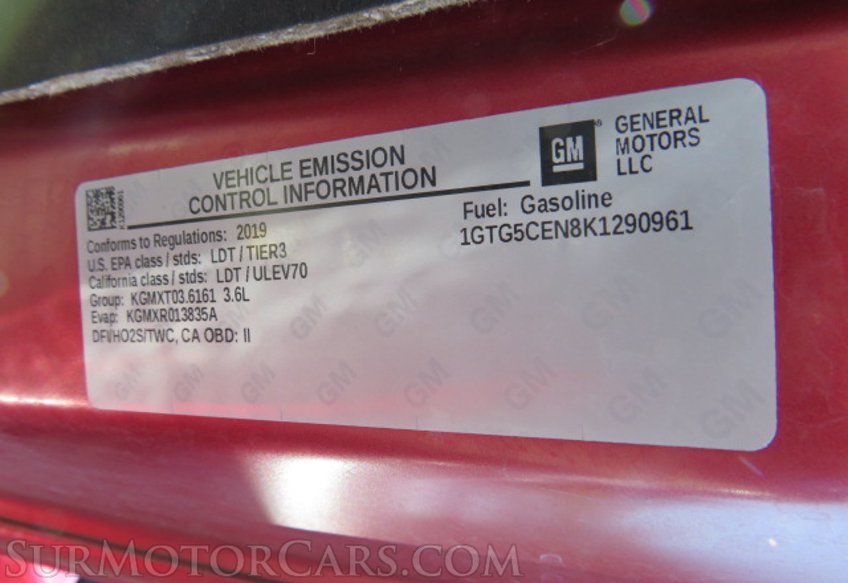 VEHICLE EMISSION
CONTROL INFORMATION
GM
GENERAL
MOTORS
LLC
K1290961
Conforms to Regulations: 2019
U.S. EPA class / stds: LDT / TIER3
California class / stds: LDT / ULEV70
Group: KGMXT03.6161 3.6L
Evap: KGMXR013835A
DFI/HO2S/TWC, CA OBD: II
Fuel: Gasoline
1GTG5CEN8K1290961
SURMOTORCARS.COM